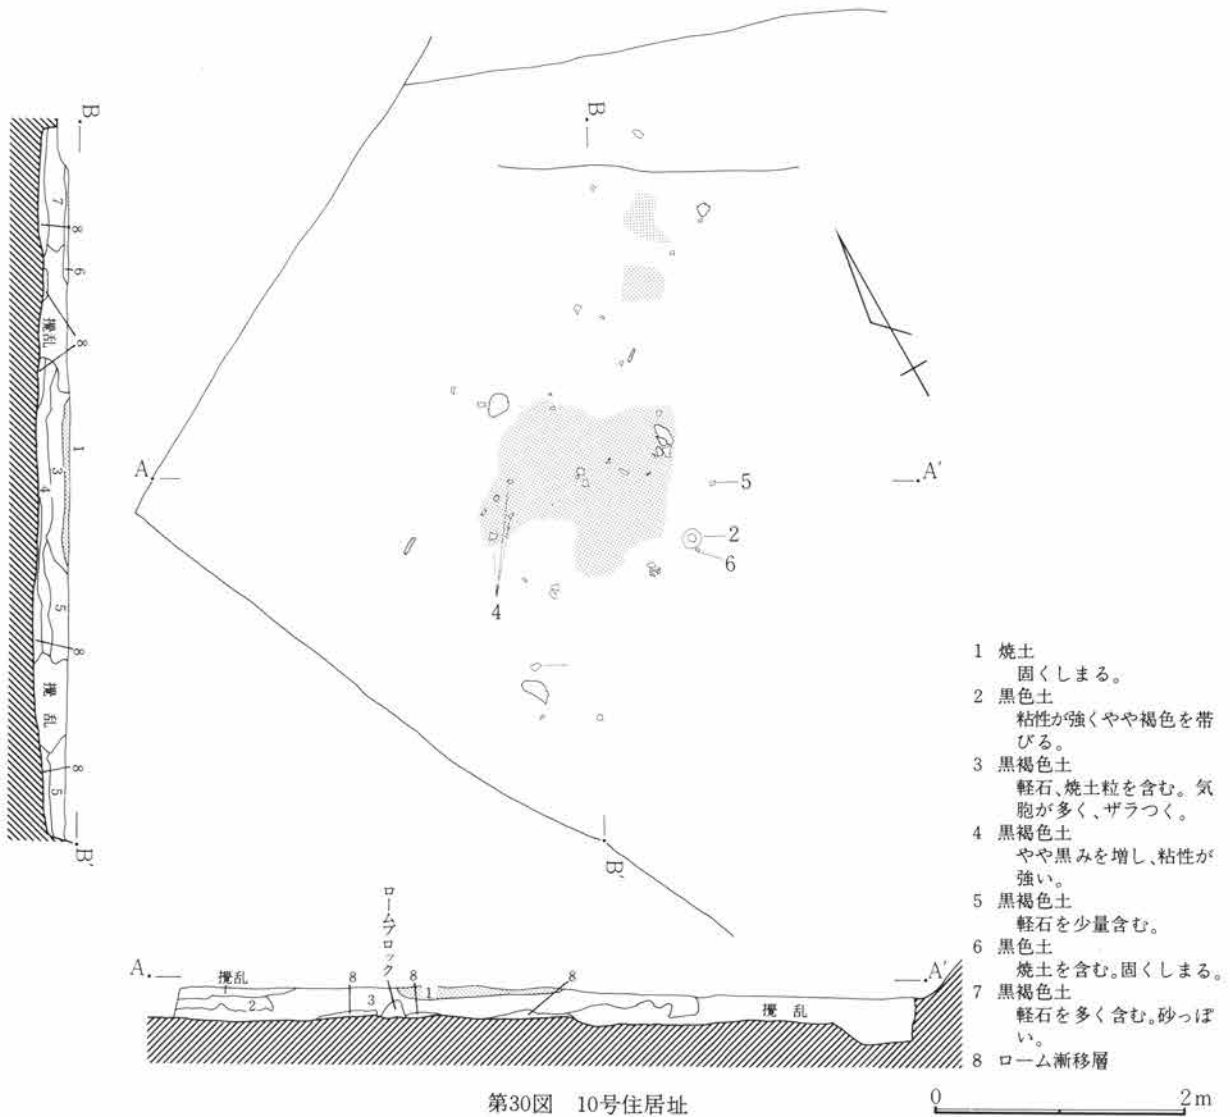 B
B
7
8
6
攪乱
8
1
3
4
5
8
攪乱
8
5
B'
A
A'
5
2
6
4
B'
1 焼土
固くしまる。
2 黒色土
粘性が強くやや褐色を帯
びる。
3 黒褐色土
軽石、焼土粒を含む。気
胞が多く、ザラつく。
4 黒褐色土
やや黒みを増し、粘性が
強い。
5 黒褐色土
軽石を少量含む。
6 黒色土
焼土を含む。固くしまる。
7 黒褐色土
軽石を多く含む。砂っぽ
い。
8 ローム漸移層
A
攪乱
2
8
3
ロームブロック
8
1
8
攪乱
A'
第30図 10号住居址
0 2m